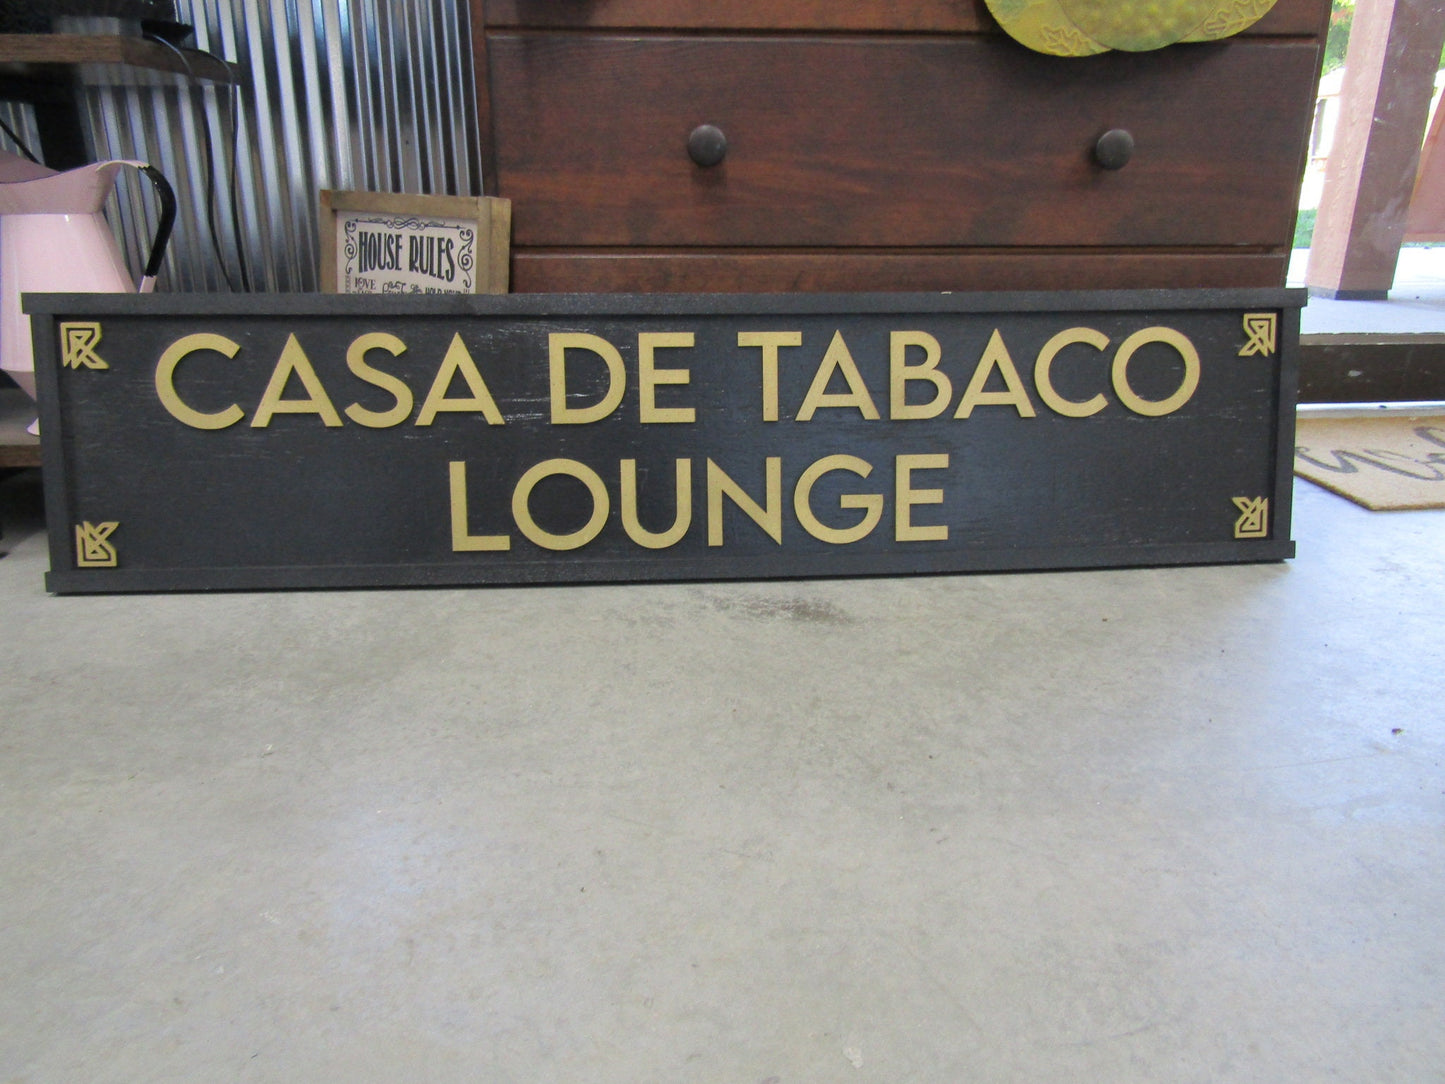 HOUSE RULES
LOVE
CASA DE TABACO
LOUNGE